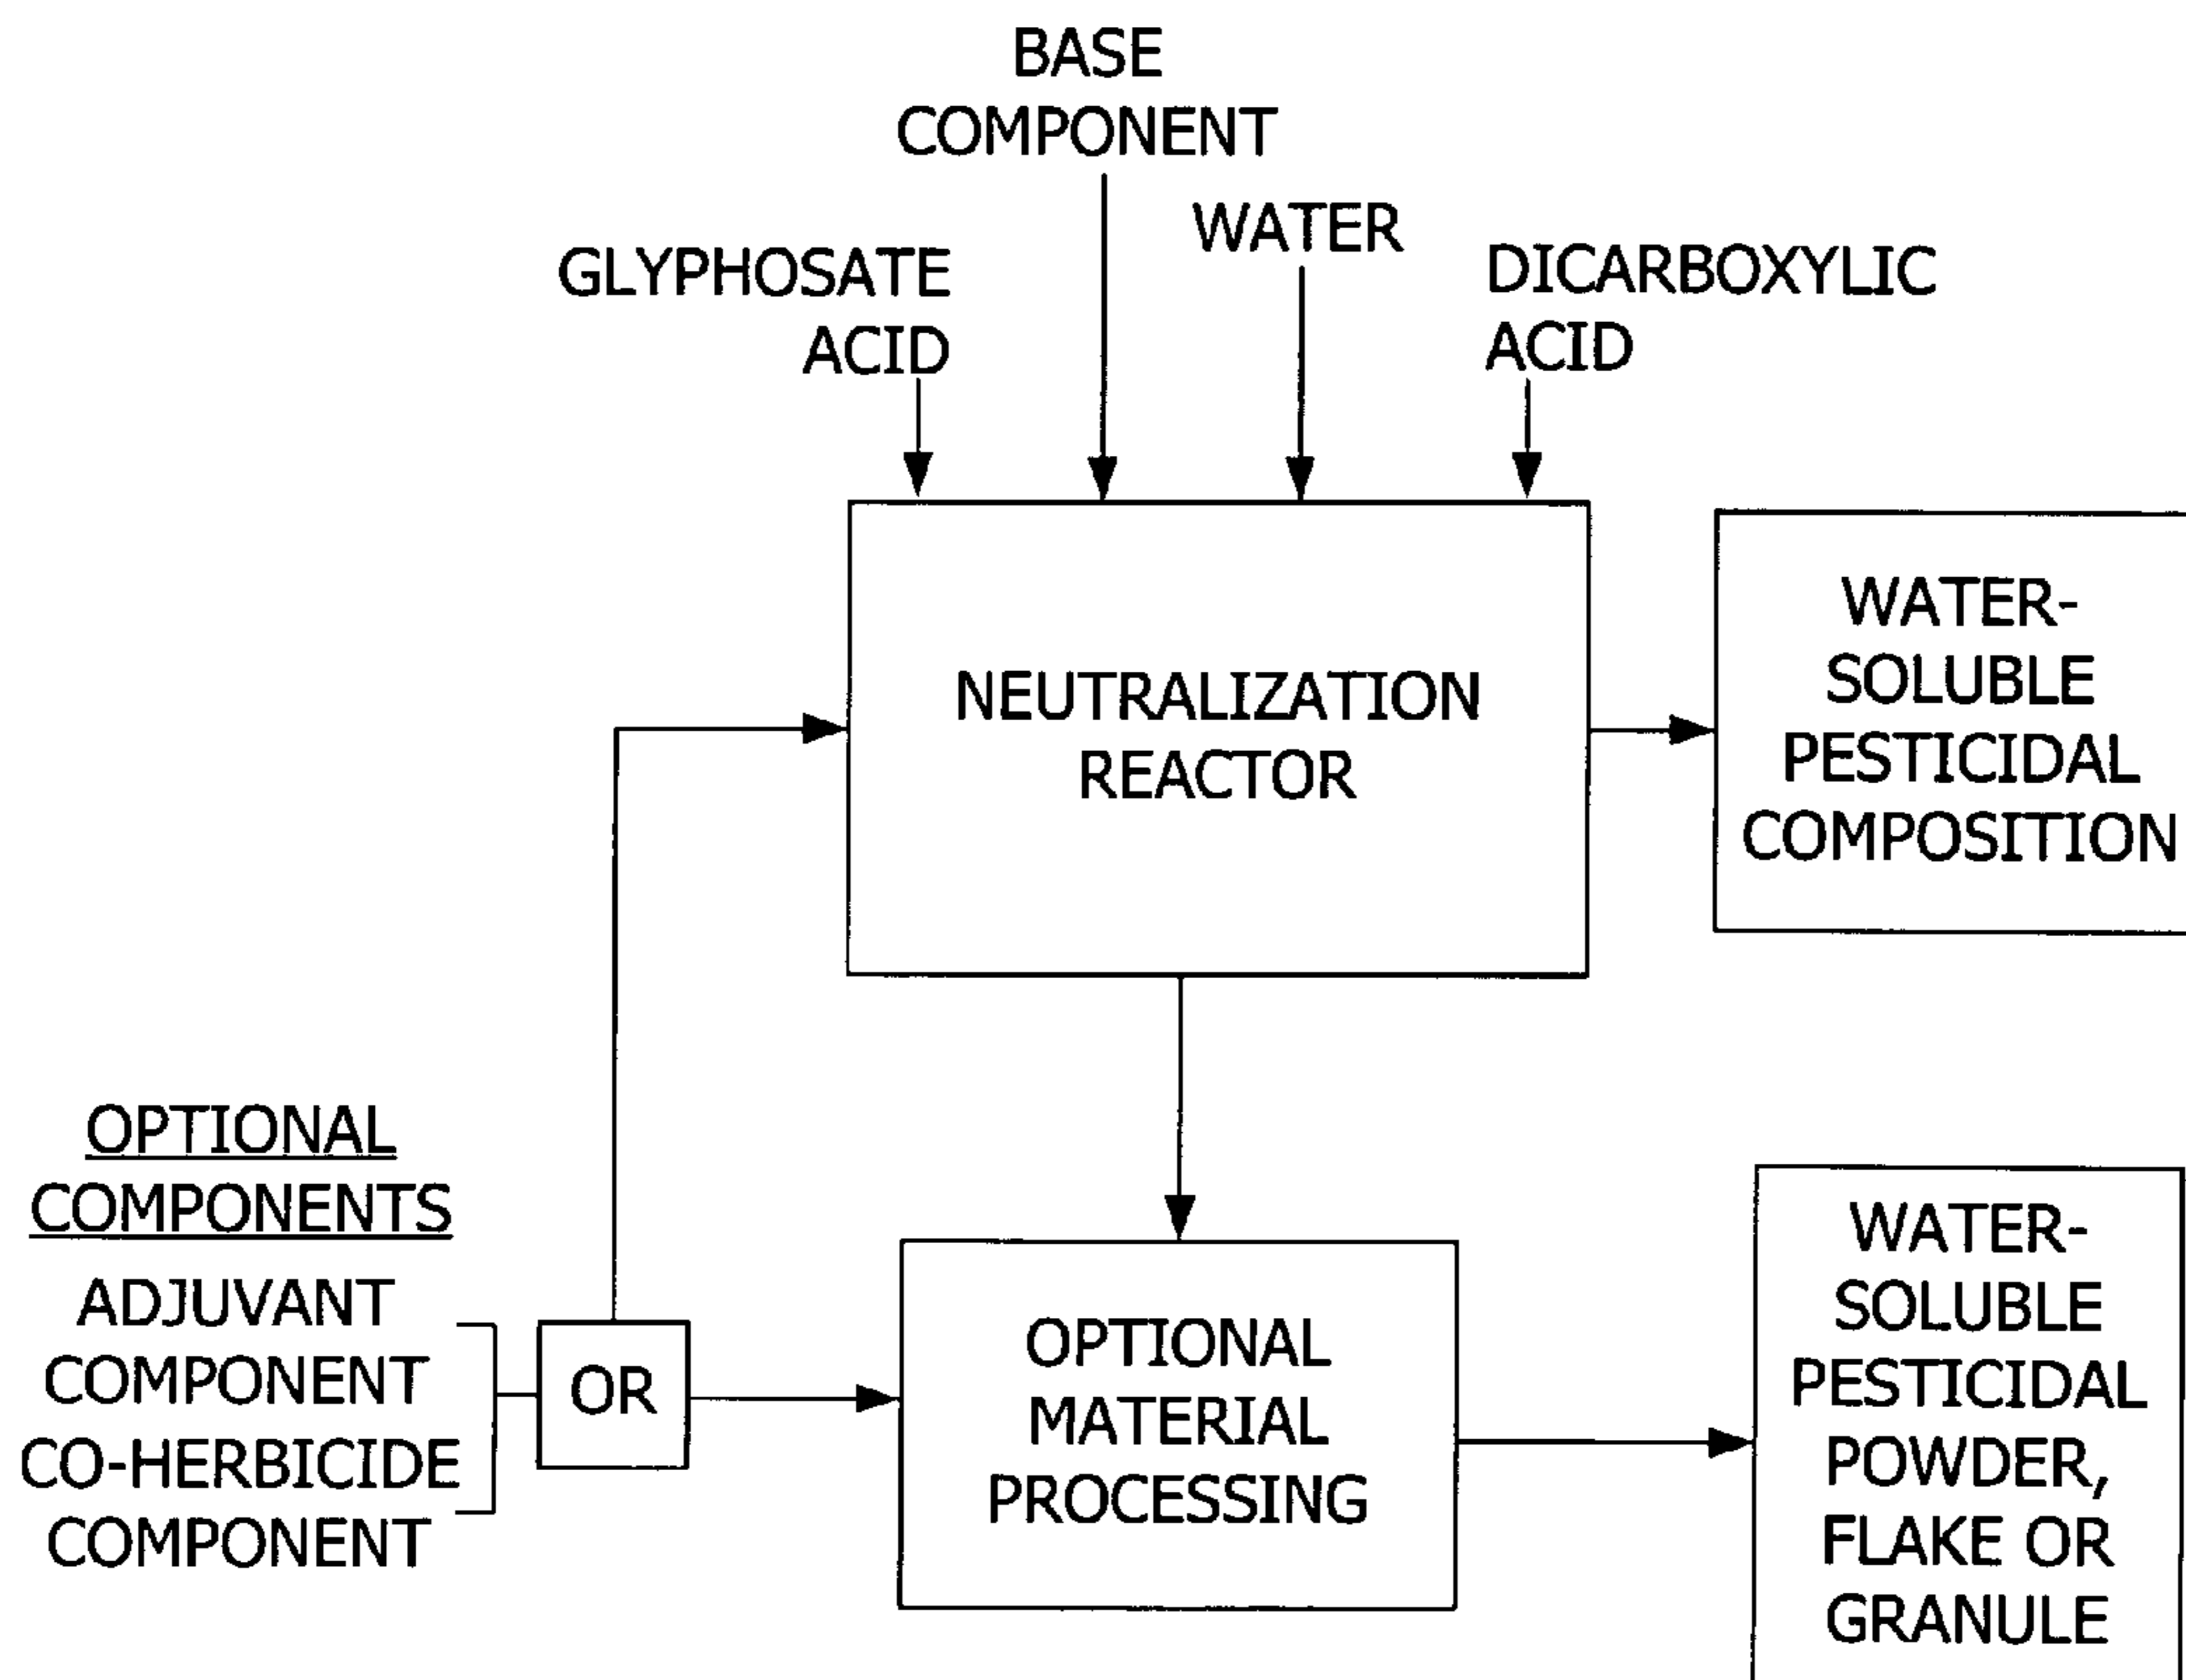 BASE
COMPONENT
WATER
GLYPHOSATE
ACID
DICARBOXYLIC
ACID
NEUTRALIZATION
REACTOR
WATER-
SOLUBLE
PESTICIDAL
COMPOSITION
OPTIONAL
COMPONENTS
ADJUVANT
COMPONENT
CO-HERBICIDE
COMPONENT
OR
OPTIONAL
MATERIAL
PROCESSING
WATER-
SOLUBLE
PESTICIDAL
POWDER,
FLAKE OR
GRANULE